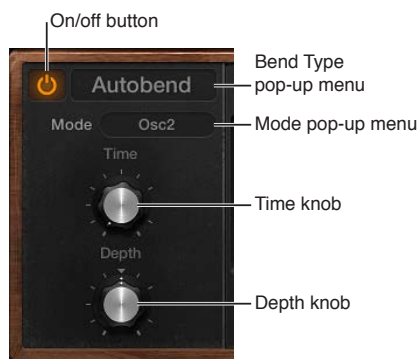 On/off button
Bend Type
pop-up menu
Autobend
Mode Osc2
Mode pop-up menu
Time
Time knob
Depth
Depth knob